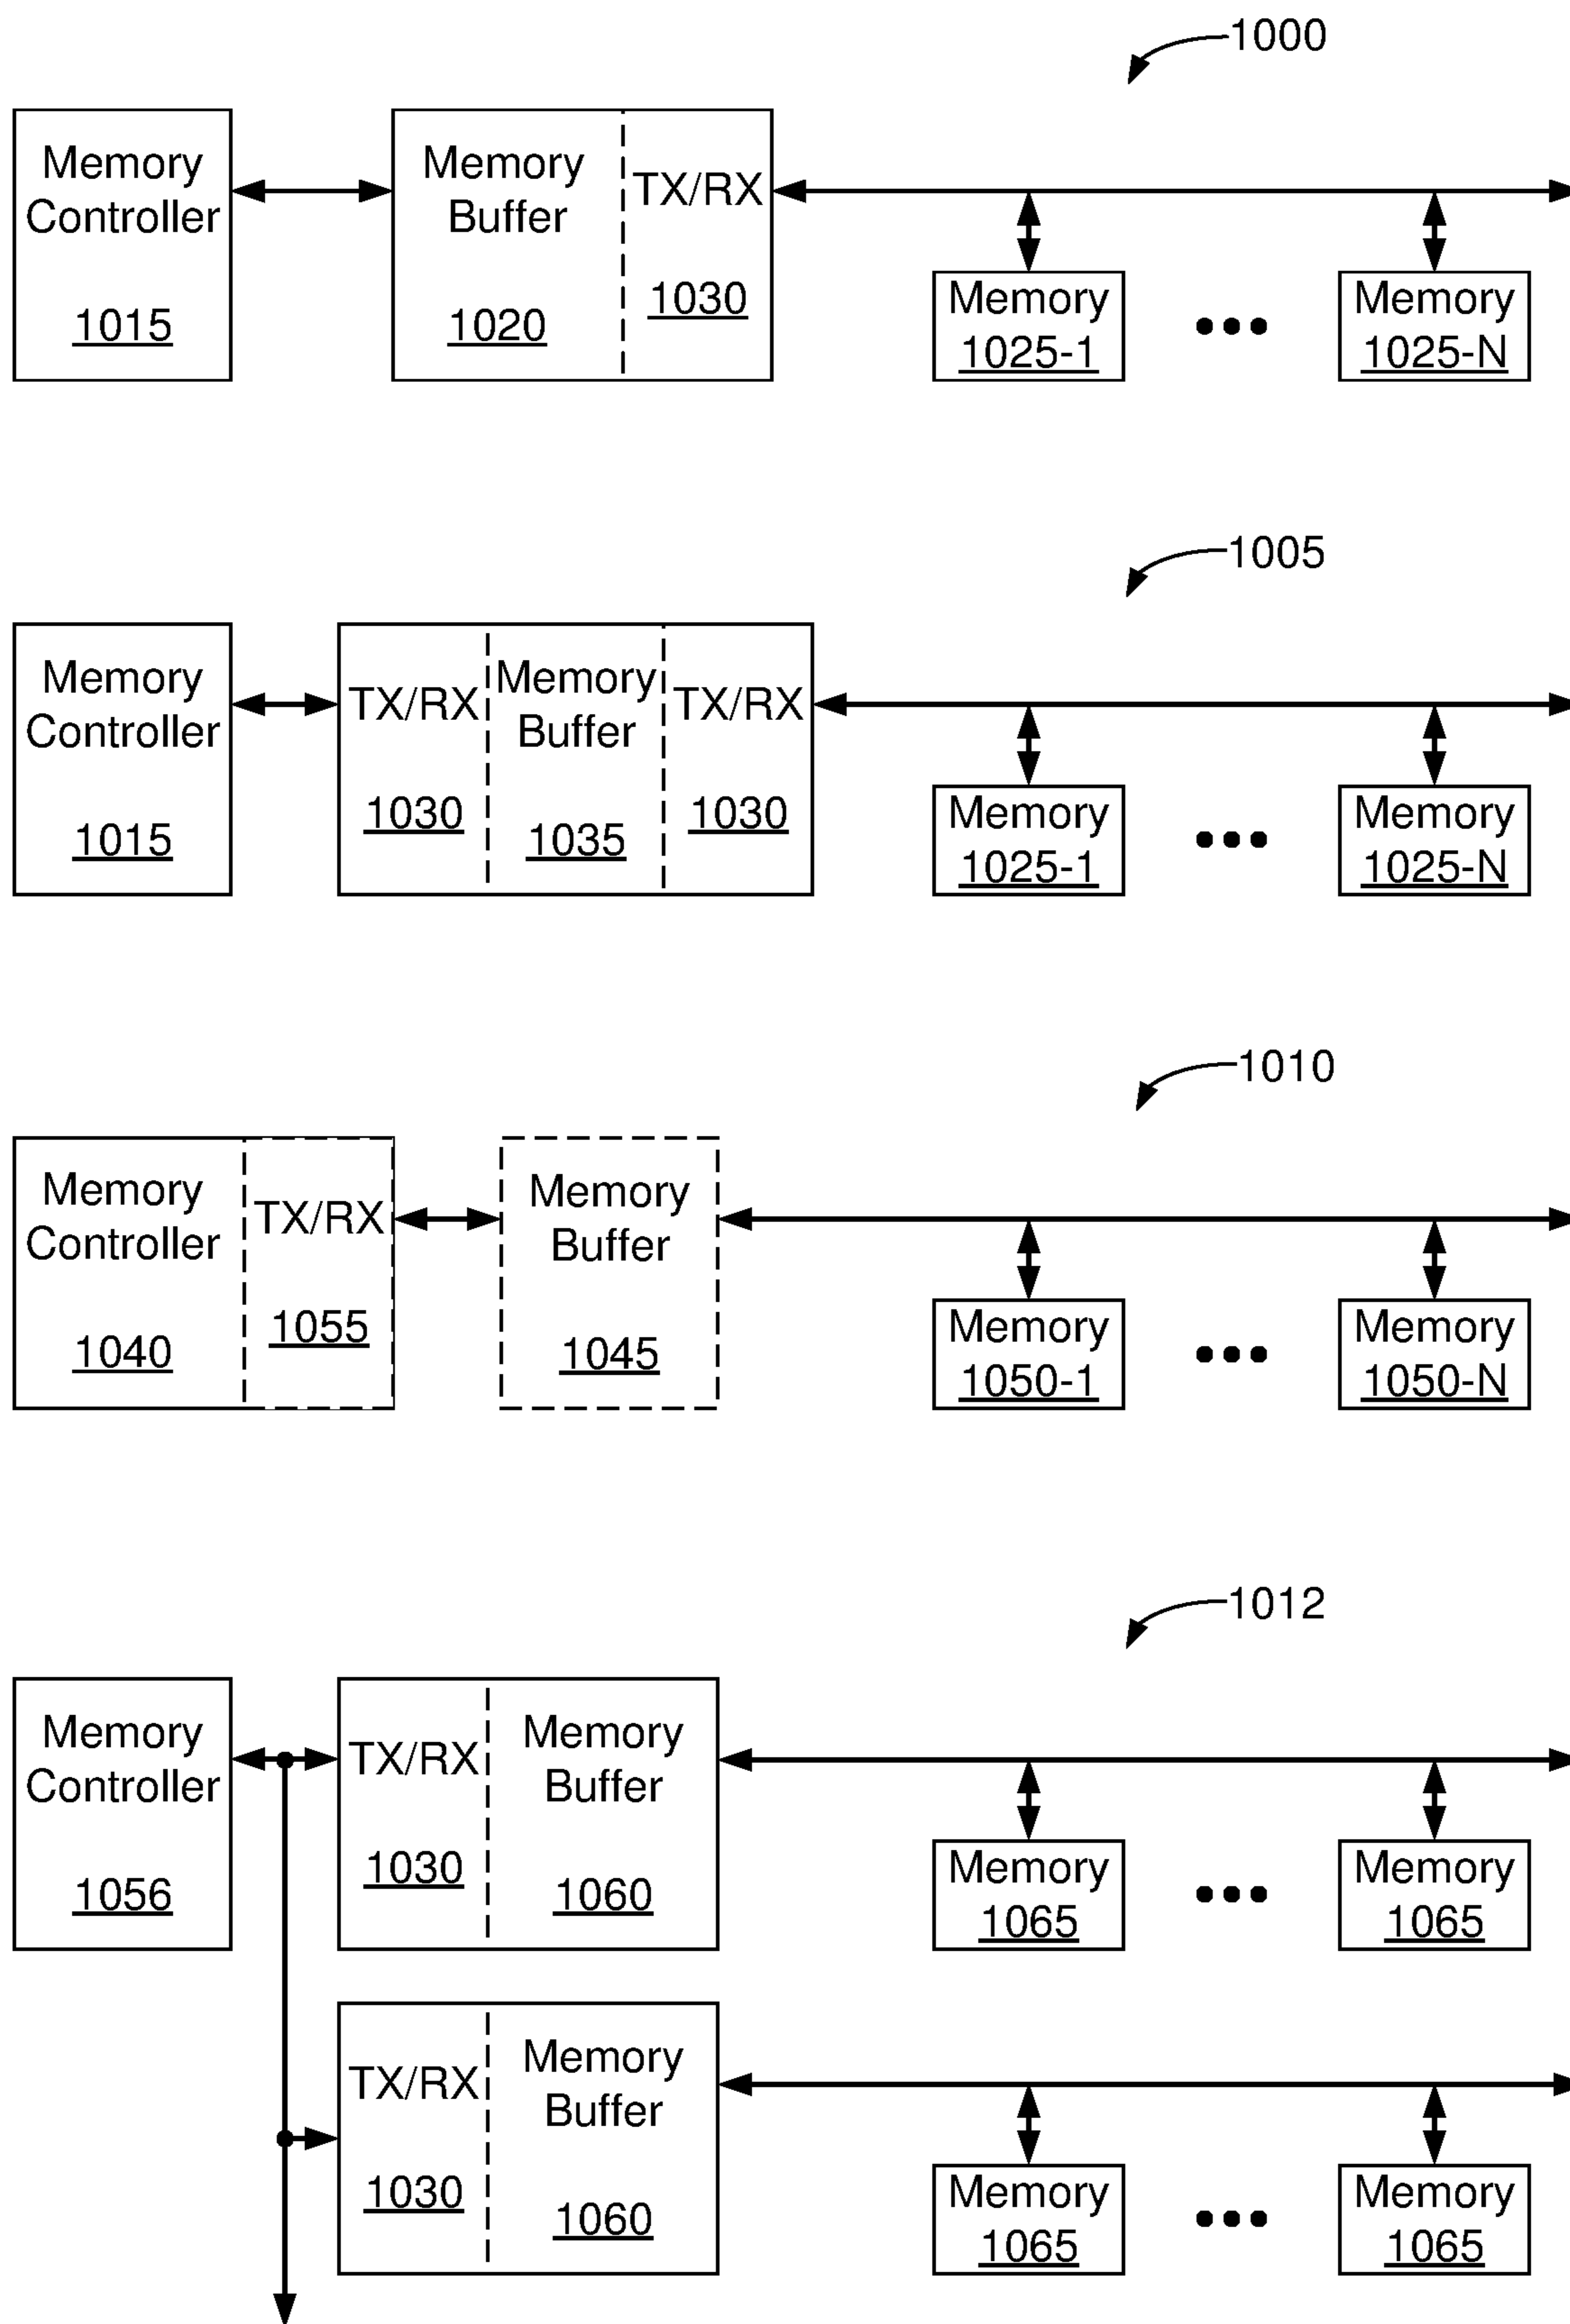 1000
Memory
Controller
1015
Memory
Buffer
1020
TX/RX
1030
Memory
1025-1
Memory
1025-N
1005
Memory
Controller
1015
TX/RX
1030
Memory
Buffer
1035
TX/RX
1030
Memory
1025-1
Memory
1025-N
1010
Memory
Controller
1040
TX/RX
1055
Memory
Buffer
1045
Memory
1050-1
Memory
1050-N
1012
Memory
Controller
1056
TX/RX
1030
Memory
Buffer
1060
Memory
1065
Memory
1065
TX/RX
1030
Memory
Buffer
1060
Memory
1065
Memory
1065